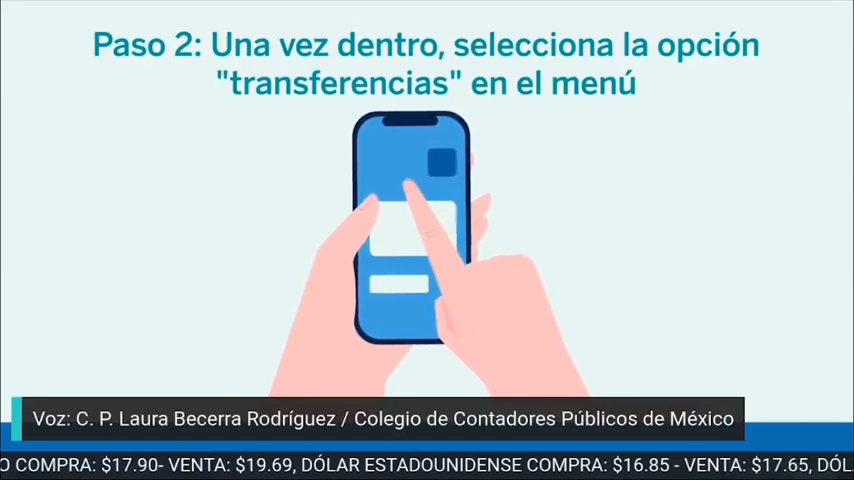 Paso 2: Una vez dentro, selecciona la opción
"transferencias" en el menú
Voz: C. P. Laura Becerra Rodríguez / Colegio de Contadores Públicos de México
O COMPRA: $17.90- VENTA: $19.69, DÓLAR ESTADOUNIDENSE COMPRA: $16.85 - VENTA: $17.65, DÓL